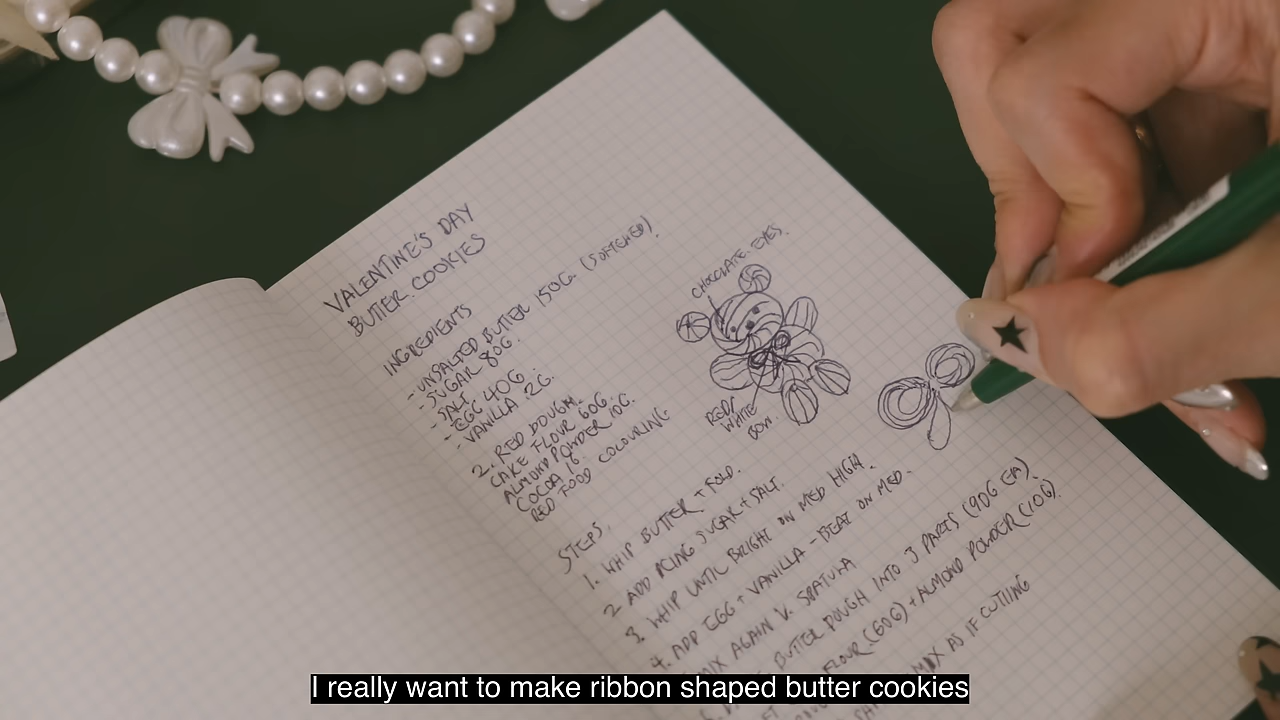 VALENTINE'S DAY
BUTTER COOKIES
INGREDIENTS
- UNSALTED BUTTER 150G. (SOFTENED).
- SUGAR 80G.
- SALT.
- EGG 40G.
- VANILLA 2G.
2. RED DOUGH.
CAKE FLOUR 60G.
ALMOND POWDER 10G.
COCOA 1G.
RED FOOD COLOURING
CHOCOLATE EYES.
RED/
WHITE
BOW.
STEPS.
1. WHIP BUTTER + FOLD.
2 ADD ICING SUGAR + SALT.
3. WHIP UNTIL BRIGHT ON MED HIGH.
4. ADD EGG + VANILLA - BEAT ON MED.
MIX AGAIN W. SPATULA
BUTTER DOUGH INTO 3 PARTS (90G EA).
FLOUR (60G) + ALMOND POWDER (10G).
MIX AS IF CUTTING
I really want to make ribbon shaped butter cookies